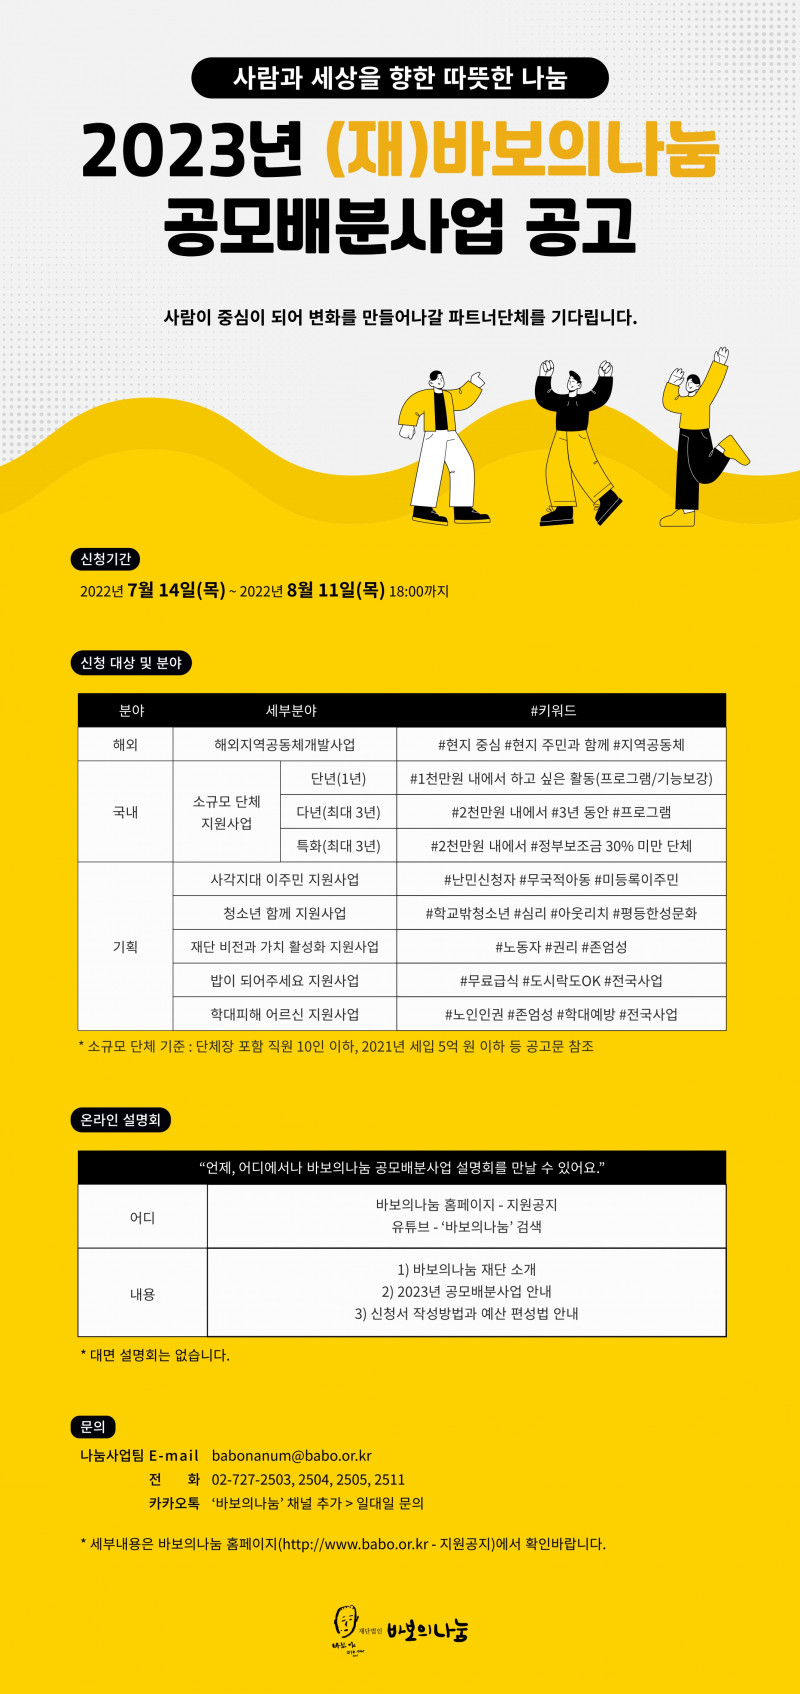 사람과 세상을 향한 따뜻한 나눔
2023년 (재)바보의나눔
공모배분사업 공고
사람이 중심이 되어 변화를 만들어나갈 파트너단체를 기다립니다.
신청기간
2022년 7월 14일(목) ~ 2022년 8월 11일(목) 18:00까지
신청 대상 및 분야
분야 세부분야 #키워드
해외 해외지역공동체개발사업 #현지 중심 #현지 주민과 함께 #지역공동체
국내 소규모 단체 지원사업 단년(1년) #1천만원 내에서 하고 싶은 활동(프로그램/기능보강)
다년(최대 3년) #2천만원 내에서 #3년 동안 #프로그램
특화(최대 3년) #2천만원 내에서 #정부보조금 30% 미만 단체
기획 사각지대 이주민 지원사업 #난민신청자 #무국적아동 #미등록이주민
청소년 함께 지원사업 #학교밖청소년 #심리 #아웃리치 #평등한성문화
재단 비전과 가치 활성화 지원사업 #노동자 #권리 #존엄성
밥이 되어주세요 지원사업 #무료급식 #도시락도OK #전국사업
학대피해 어르신 지원사업 #노인인권 #존엄성 #학대예방 #전국사업
* 소규모 단체 기준 : 단체장 포함 직원 10인 이하, 2021년 세입 5억 원 이하 등 공고문 참조
온라인 설명회
“언제, 어디에서나 바보의나눔 공모배분사업 설명회를 만날 수 있어요.”
어디 바보의나눔 홈페이지 - 지원공지
유튜브 - ‘바보의나눔’ 검색
내용 1) 바보의나눔 재단 소개
2) 2023년 공모배분사업 안내
3) 신청서 작성방법과 예산 편성법 안내
* 대면 설명회는 없습니다.
문의
나눔사업팀 E-mail babonanum@babo.or.kr
전 화 02-727-2503, 2504, 2505, 2511
카카오톡 ‘바보의나눔’ 채널 추가 > 일대일 문의
* 세부내용은 바보의나눔 홈페이지(http://www.babo.or.kr - 지원공지)에서 확인바랍니다.
재단법인 바보의나눔